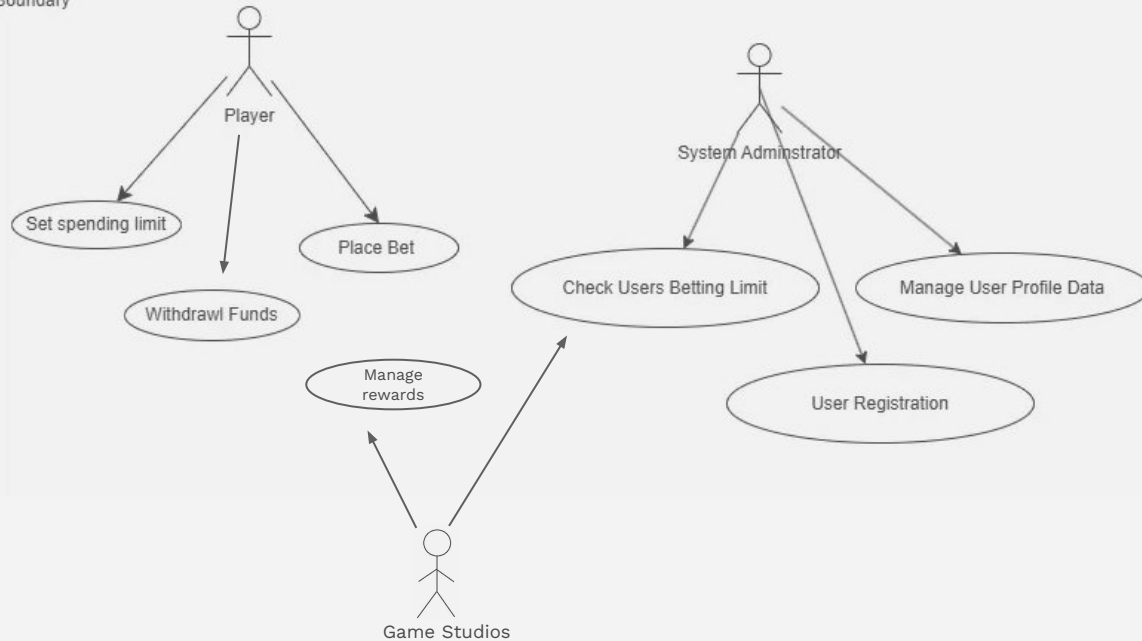 Boundary
Player
System Adminstrator
Set spending limit
Place Bet
Check Users Betting Limit
Manage User Profile Data
Withdrawl Funds
Manage
rewards
User Registration
Game Studios